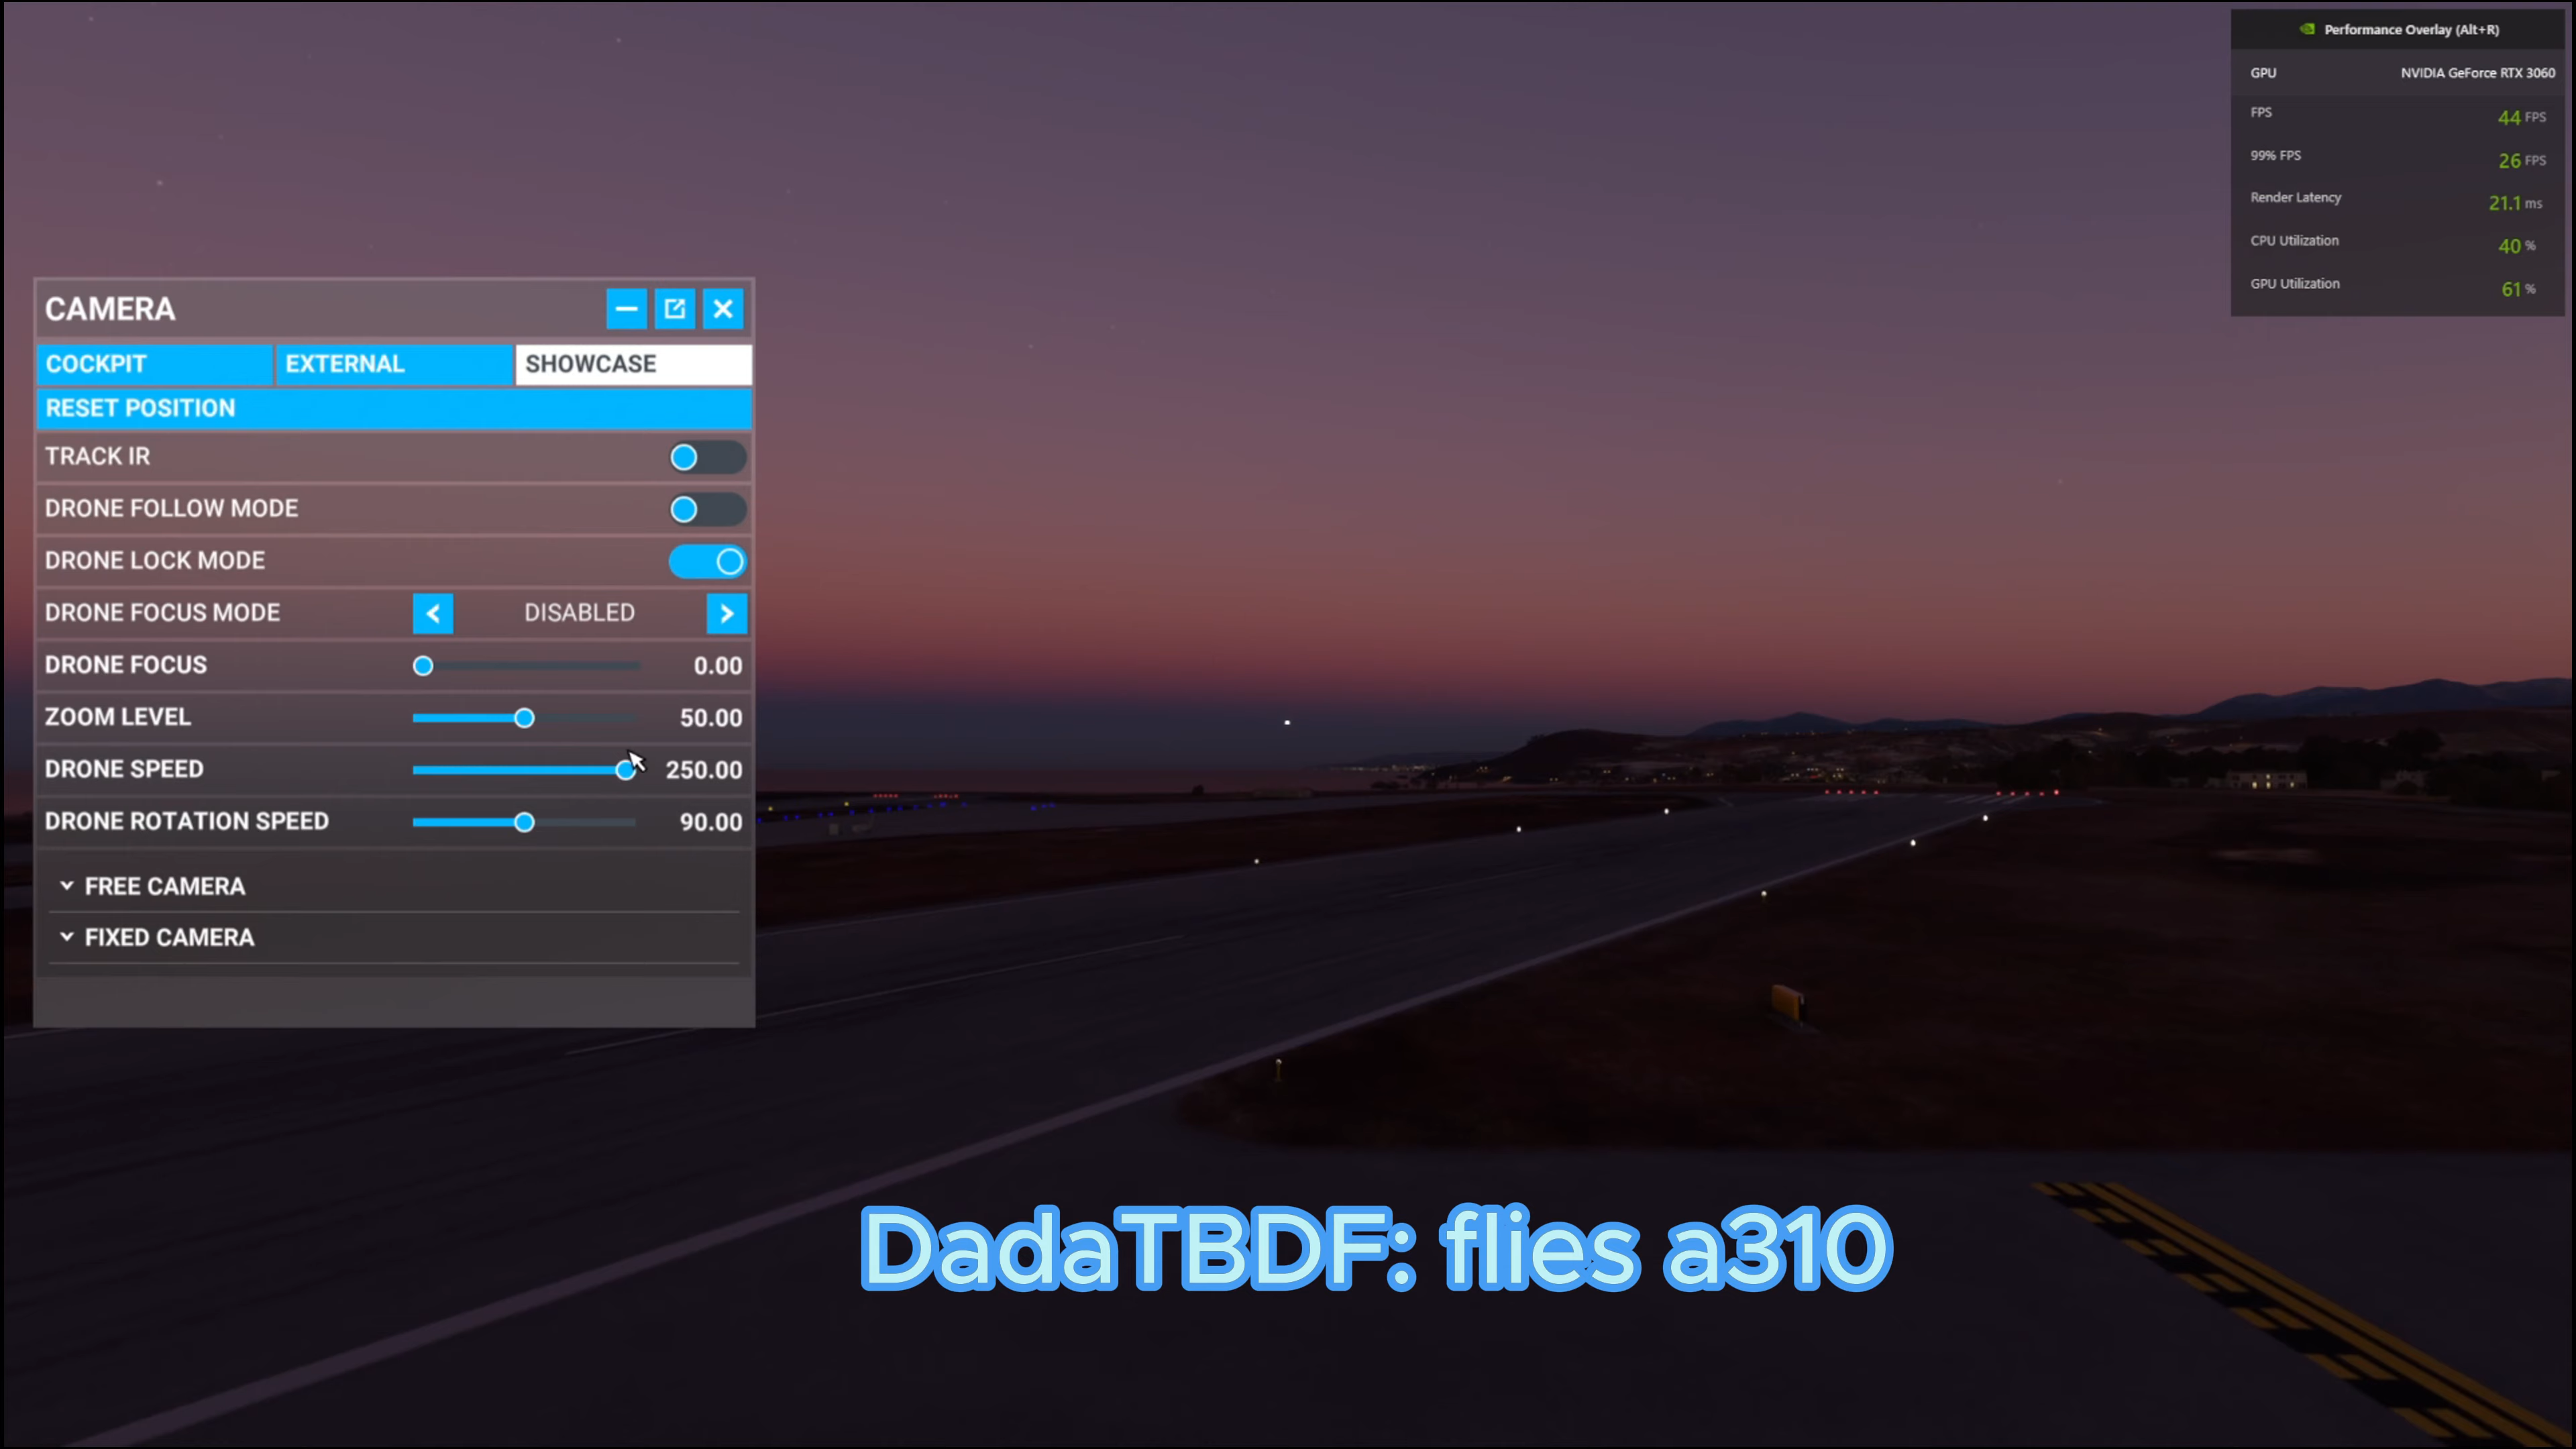 Performance Overlay (Alt+R)
GPU NVIDIA GeForce RTX 3060
FPS 44 FPS
99% FPS 26 FPS
Render Latency 21.1 ms
CPU Utilization 40 %
GPU Utilization 61 %
CAMERA
COCKPIT EXTERNAL SHOWCASE
RESET POSITION
TRACK IR
DRONE FOLLOW MODE
DRONE LOCK MODE
DRONE FOCUS MODE DISABLED
DRONE FOCUS 0.00
ZOOM LEVEL 50.00
DRONE SPEED 250.00
DRONE ROTATION SPEED 90.00
FREE CAMERA
FIXED CAMERA
DadaTBDF: flies a310